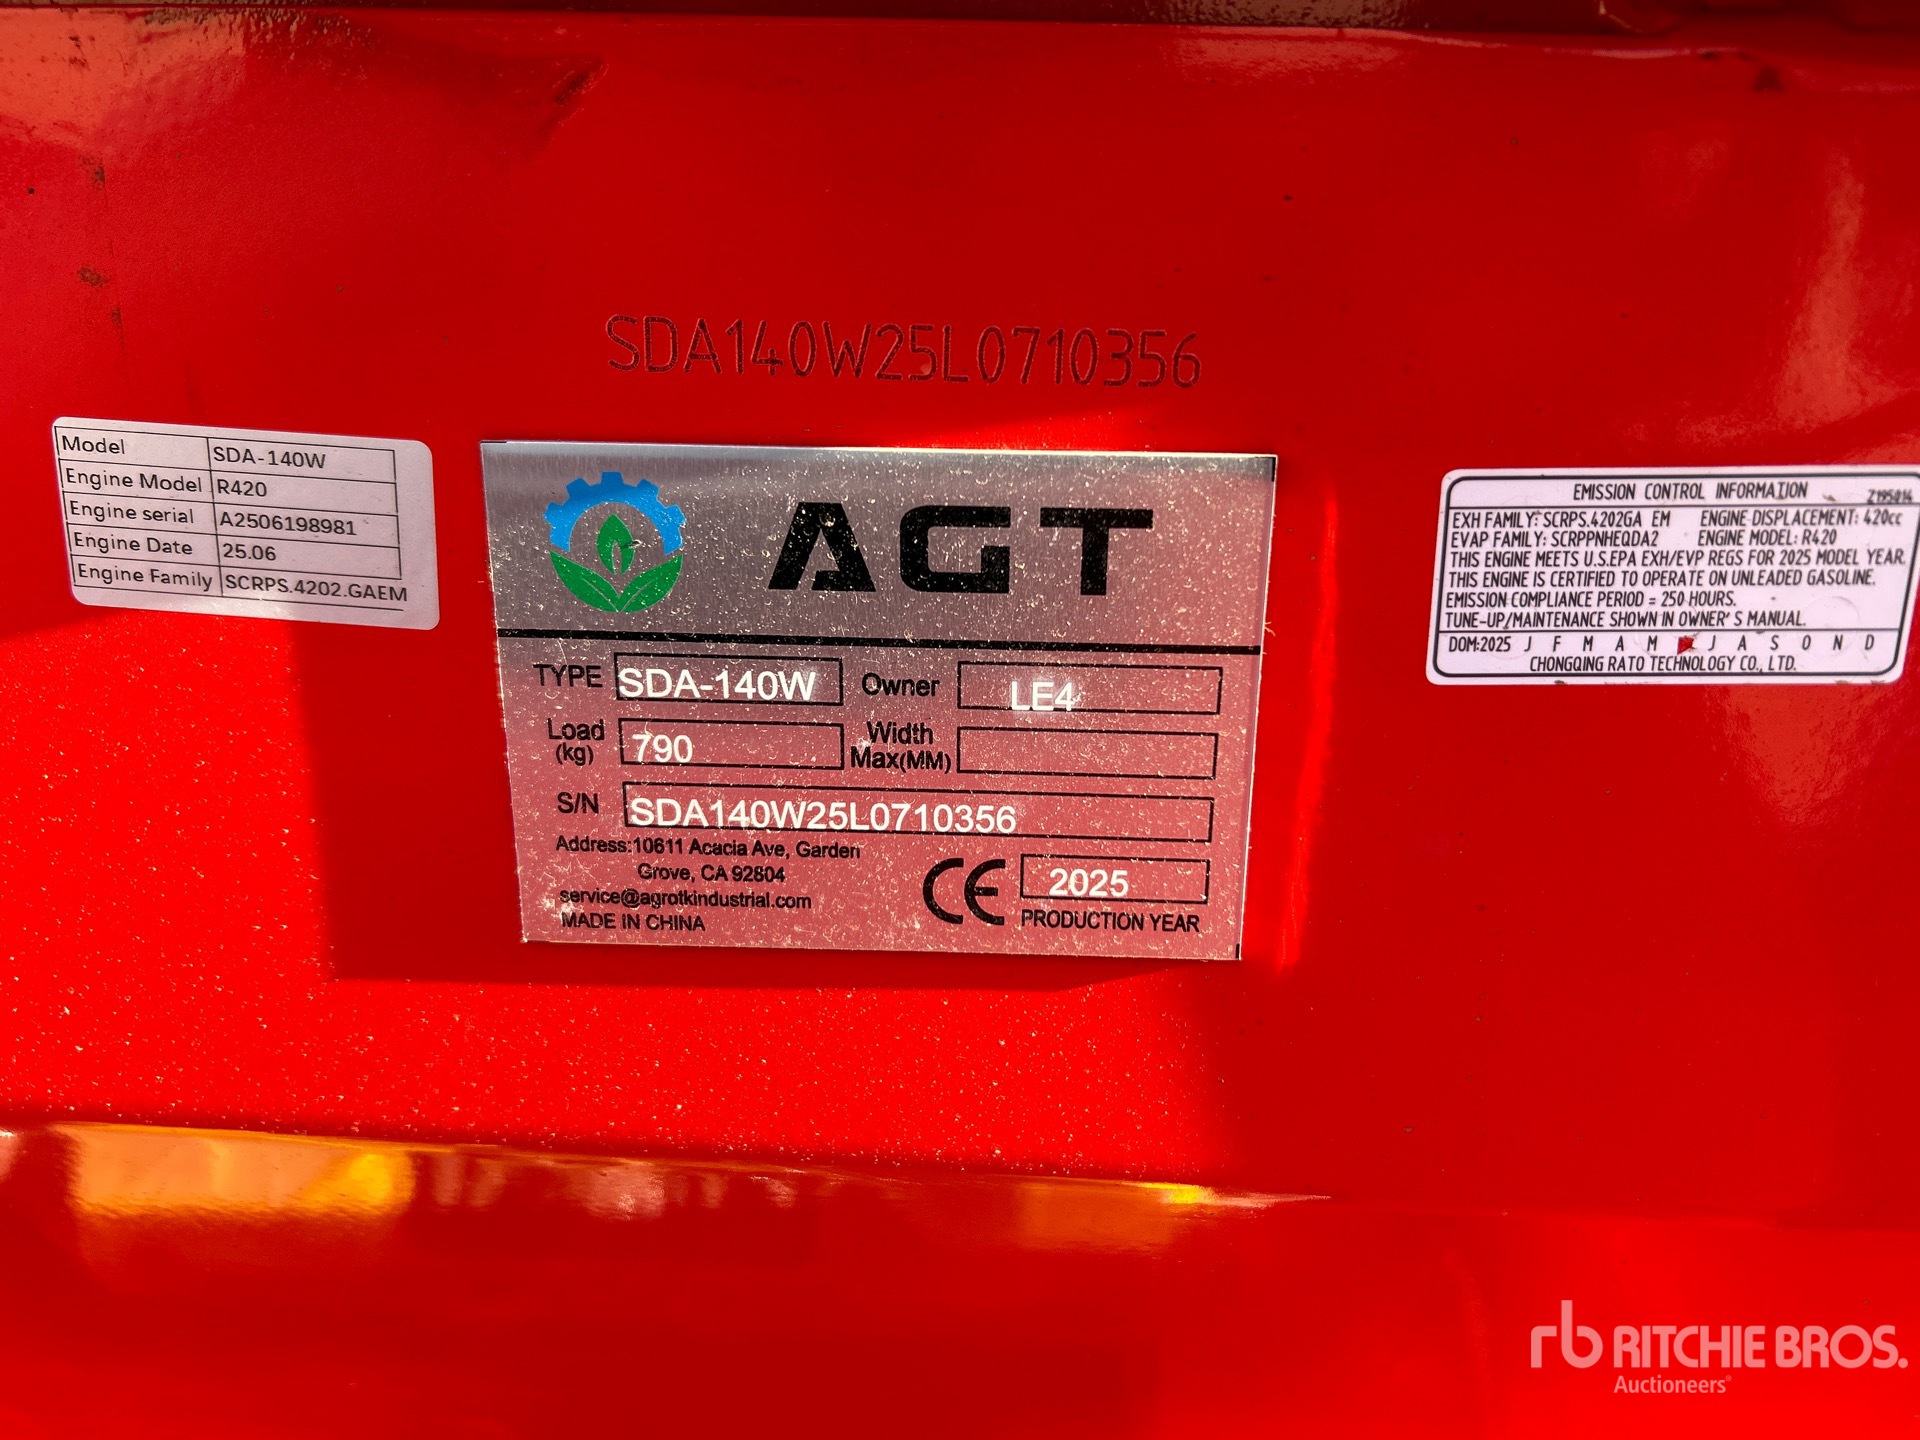 SDA140W25L0710356
Model SDA-140W
Engine Model R420
Engine serial A2506198981
Engine Date 25.06
Engine Family SCRPS.4202.GAEM
AGT
TYPE SDA-140W Owner LE4
Load (kg) 790 Width Max(MM)
S/N SDA140W25L0710356
Address:10611 Acacia Ave, Garden
Grove, CA 92804
service@agrotkindustrial.com
MADE IN CHINA
CE 2025
PRODUCTION YEAR
EMISSION CONTROL INFORMATION Z195014
EXH FAMILY: SCRPS.4202GA EM ENGINE DISPLACEMENT: 420cc
EVAP FAMILY: SCRPPNHEQDA2 ENGINE MODEL: R420
THIS ENGINE MEETS U.S.EPA EXH/EVP REGS FOR 2025 MODEL YEAR.
THIS ENGINE IS CERTIFIED TO OPERATE ON UNLEADED GASOLINE.
EMISSION COMPLIANCE PERIOD = 250 HOURS.
TUNE-UP/MAINTENANCE SHOWN IN OWNER'S MANUAL.
DOM:2025 J F M A M J A S O N D
CHONGQING RATO TECHNOLOGY CO., LTD.
rb RITCHIE BROS.
Auctioneers®